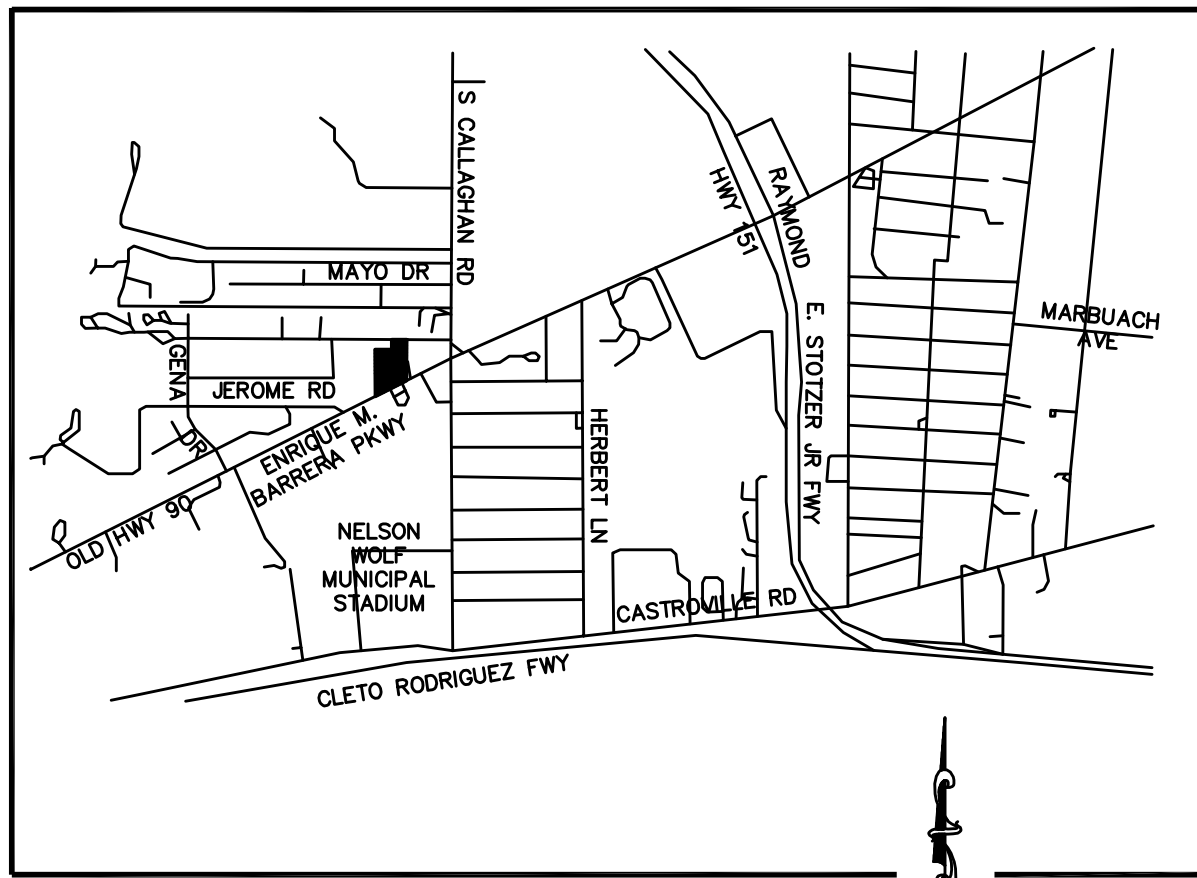 S CALLAGHAN RD
HWY 151
RAYMOND
E. STOTZER JR FWY
MAYO DR
MARBUACH
AVE
GENA
DR
JEROME RD
ENRIQUE M.
BARRERA PKWY
OLD HWY 90
HERBERT LN
NELSON
WOLF
MUNICIPAL
STADIUM
CASTROVILLE RD
CLETO RODRIGUEZ FWY